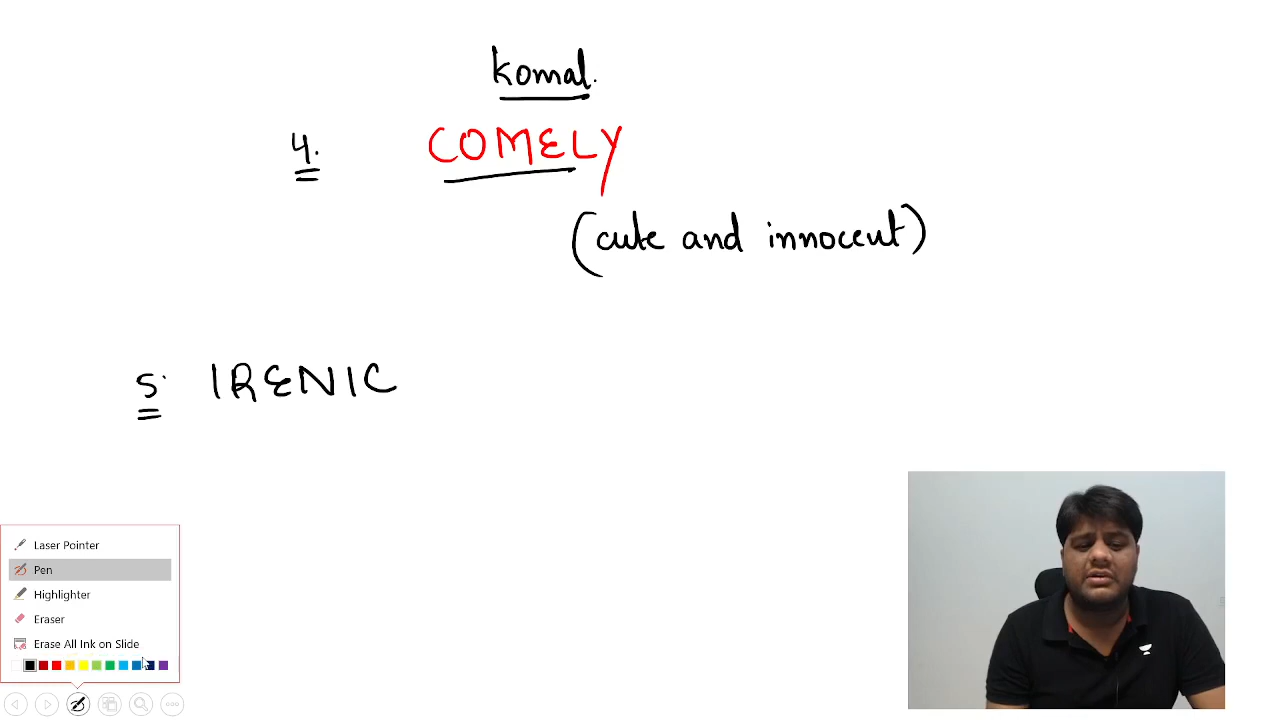 komal.
4. COMELY
(cute and innocent)
5. IRENIC
Laser Pointer
Pen
Highlighter
Eraser
Erase All Ink on Slide